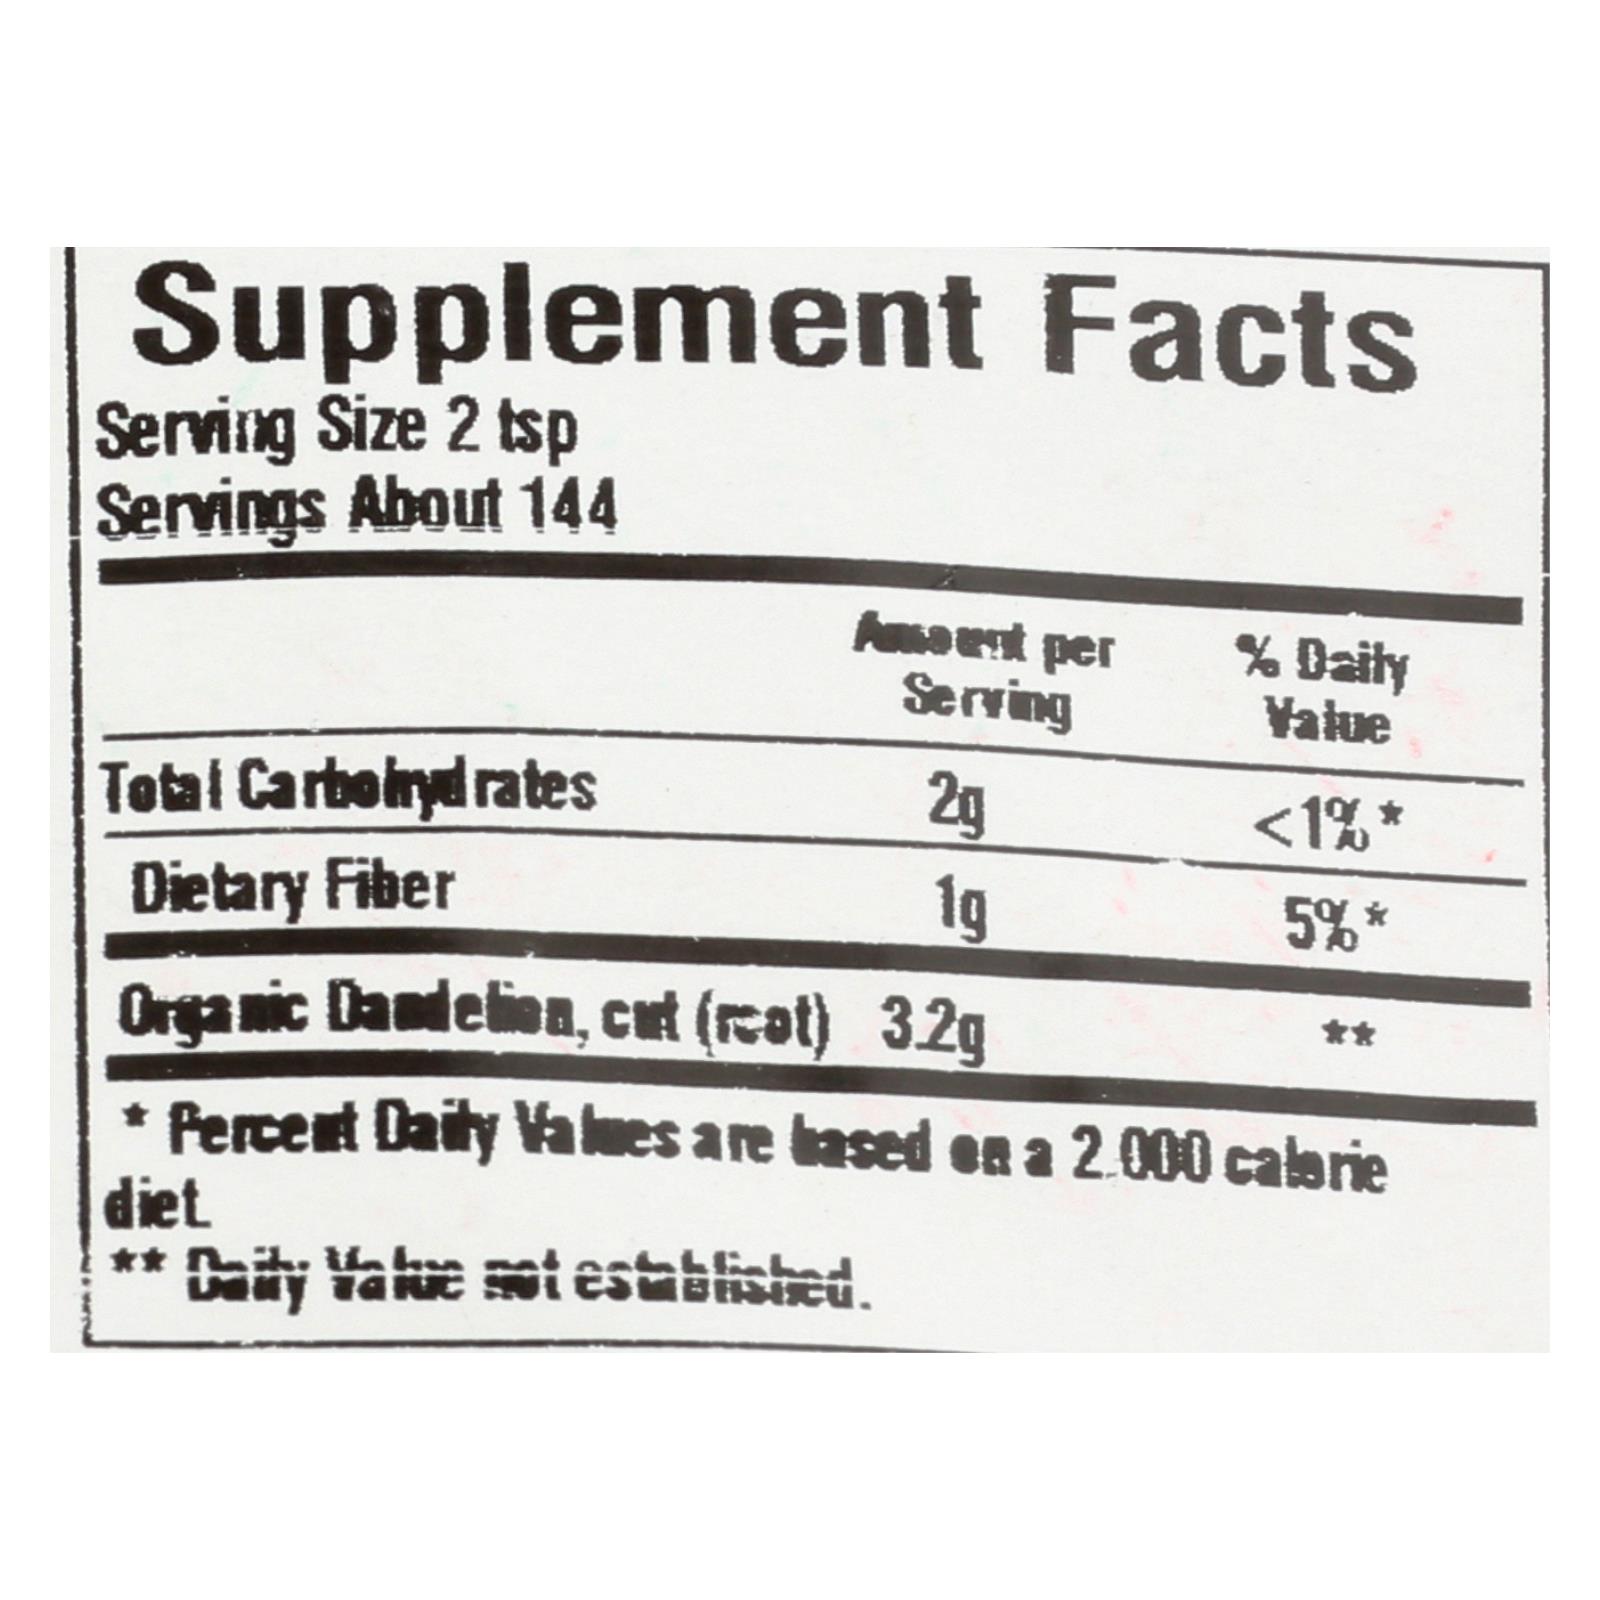 Supplement Facts
Serving Size 2 tsp
Servings About 144
Amount per % Daily
Serving Value
Total Carbohydrates 2g <1%*
Dietary Fiber 1g 5%*
Organic Dandelion, cut (root) 3.2g **
* Percent Daily Values are based on a 2,000 calorie
diet.
** Daily Value not established.